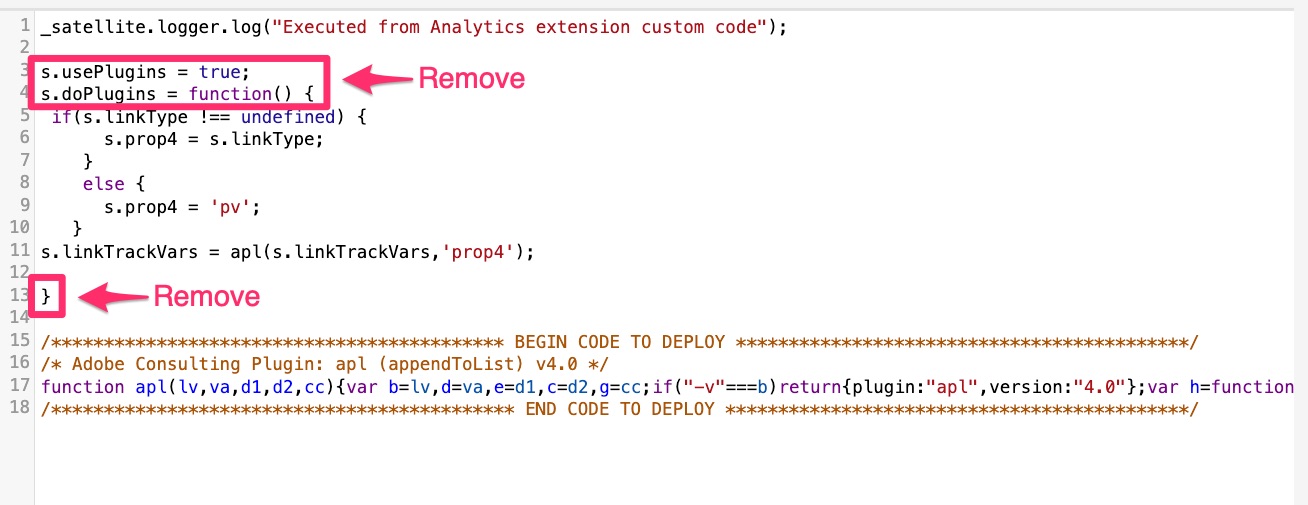 1 _satellite.logger.log("Executed from Analytics extension custom code");
2
3 s.usePlugins = true;
Remove
4 s.doPlugins = function() {
5 if(s.linkType !== undefined) {
6 s.prop4 = s.linkType;
7 }
8 else {
9 s.prop4 = 'pv';
10 }
11 s.linkTrackVars = apl(s.linkTrackVars,'prop4');
12
13 }
Remove
14
15 /******************************************* BEGIN CODE TO DEPLOY *******************************************/
16 /* Adobe Consulting Plugin: apl (appendToList) v4.0 */
17 function apl(lv,va,d1,d2,cc){var b=lv,d=va,e=d1,c=d2,g=cc;if("-v"===b)return{plugin:"apl",version:"4.0"};var h=function
18 /******************************************** END CODE TO DEPLOY ********************************************/